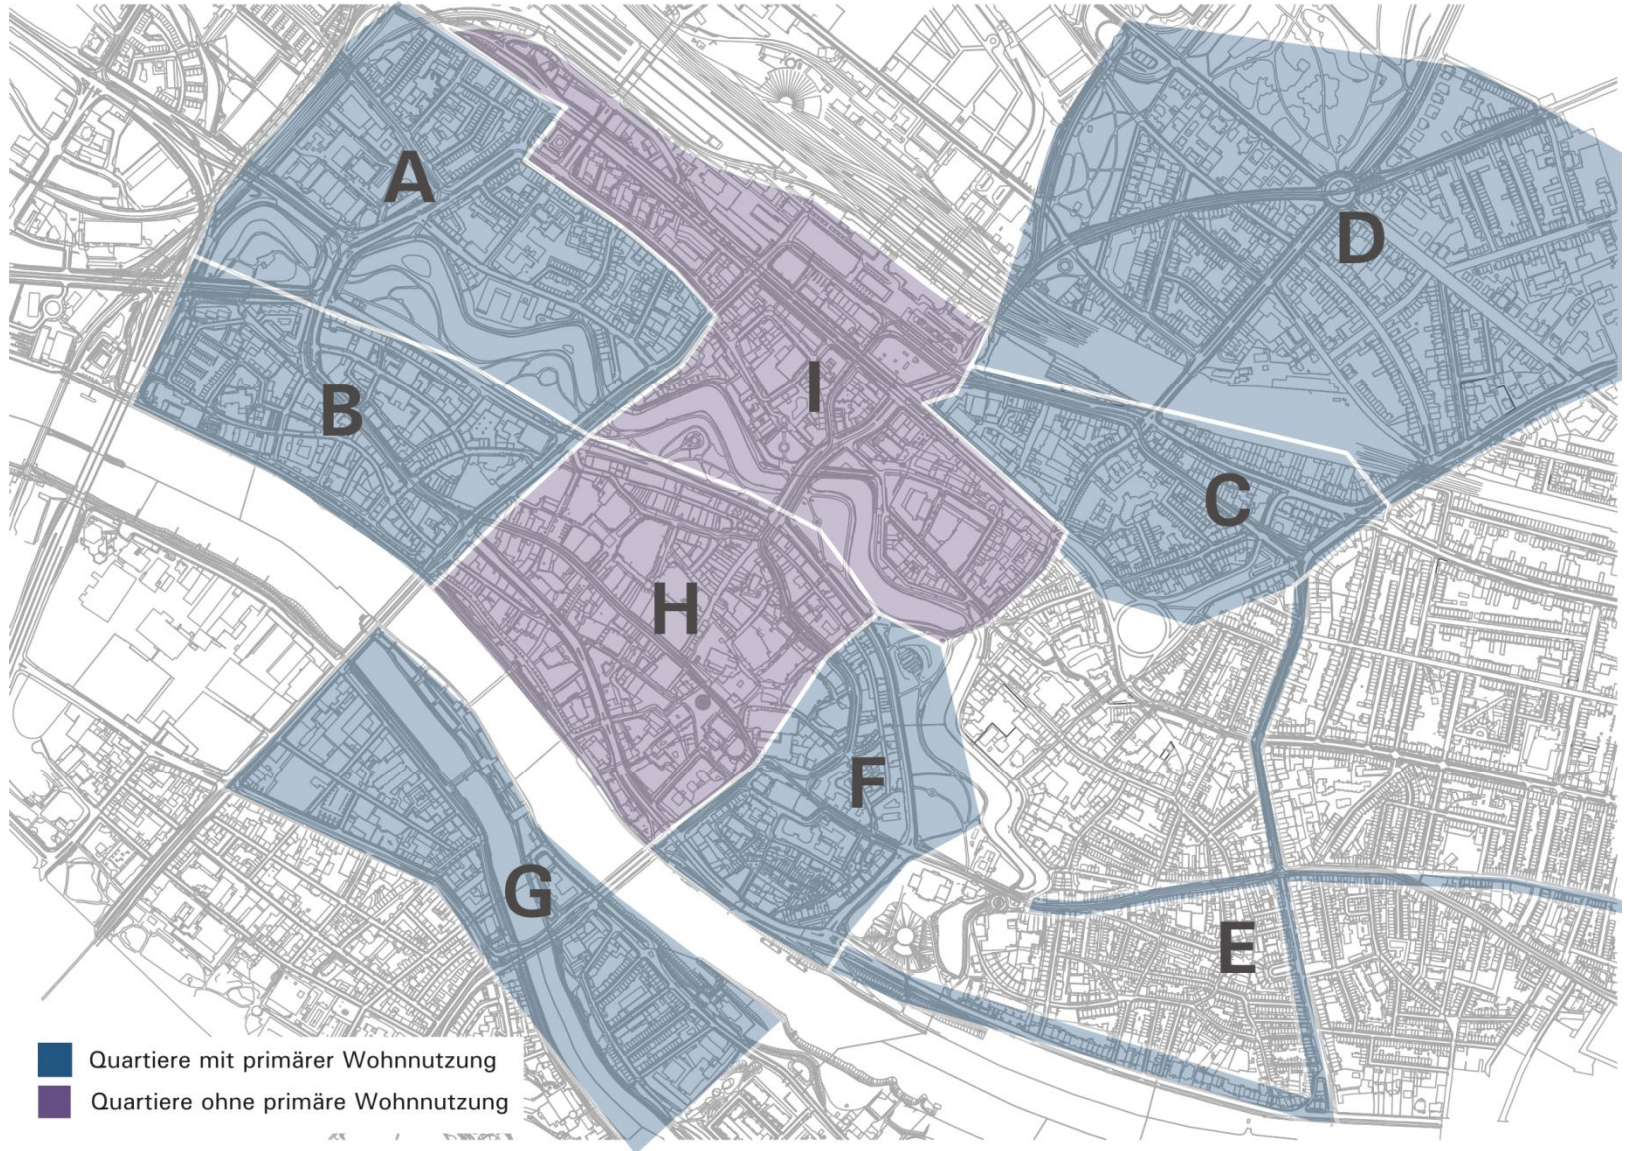 A
D
I
B
C
H
F
G
E
Quartiere mit primärer Wohnnutzung
Quartiere ohne primäre Wohnnutzung